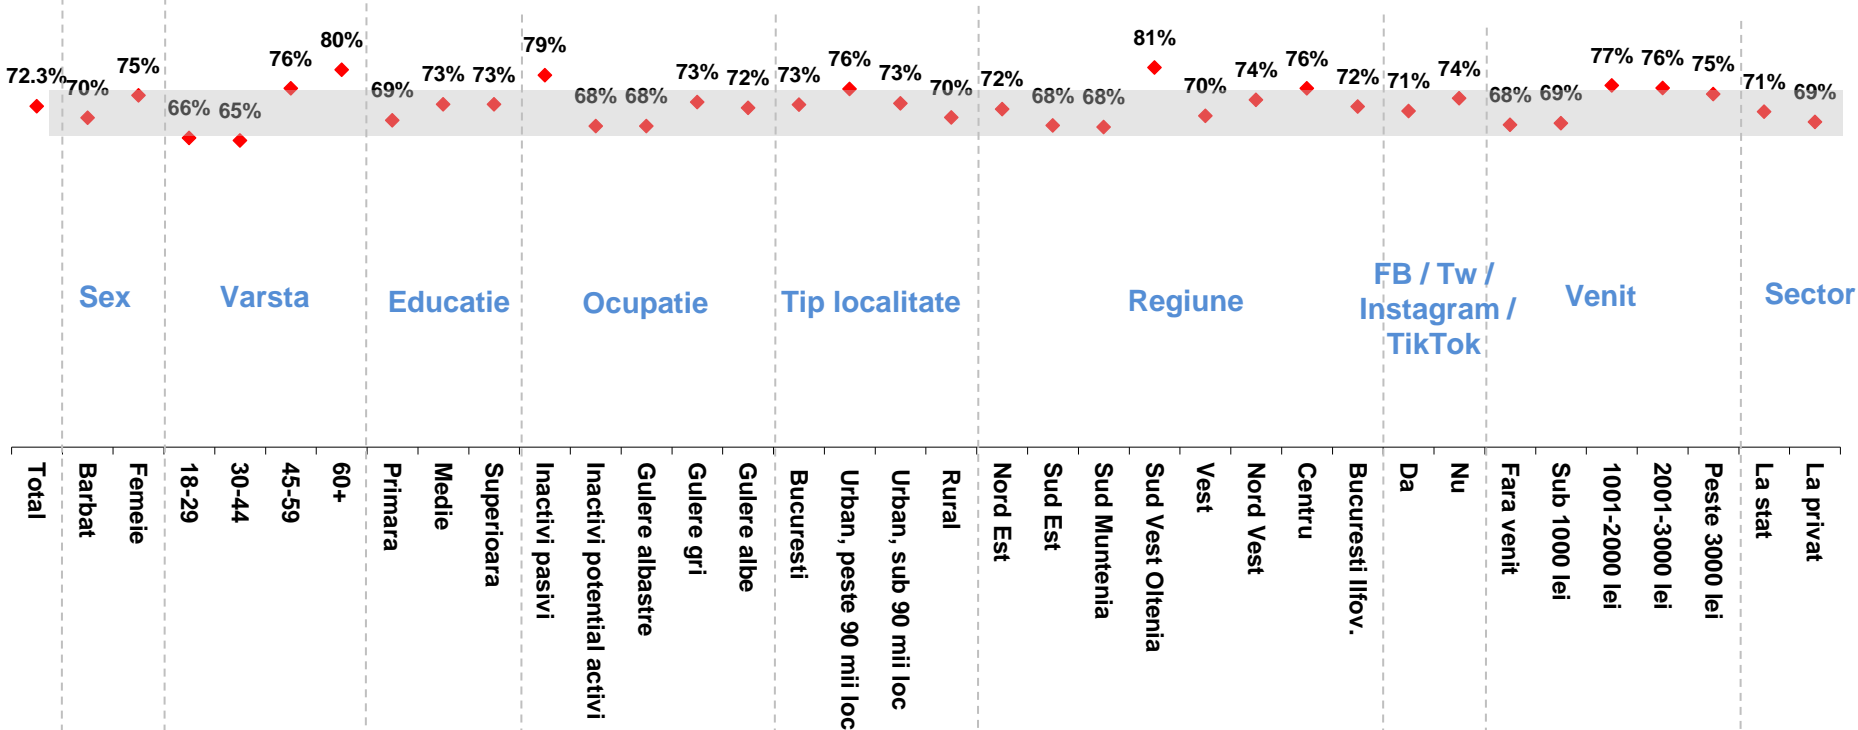 72.3%
70%
75%
66%
65%
76%
80%
69%
73%
73%
79%
68%
68%
73%
72%
73%
76%
73%
70%
72%
68%
68%
81%
70%
74%
76%
72%
71%
74%
68%
69%
77%
76%
75%
71%
69%
Sex
Varsta
Educatie
Ocupatie
Tip localitate
Regiune
FB / Tw /
Instagram /
TikTok
Venit
Sector
Total
Barbat
Femeie
18-29
30-44
45-59
60+
Primara
Medie
Superioara
Inactivi pasivi
Inactivi potential activi
Gulere albastre
Gulere gri
Gulere albe
Bucuresti
Urban, peste 90 mii loc
Urban, sub 90 mii loc
Rural
Nord Est
Sud Est
Sud Muntenia
Sud Vest Oltenia
Vest
Nord Vest
Centru
Bucuresti Ilfov.
Da
Nu
Fara venit
Sub 1000 lei
1001-2000 lei
2001-3000 lei
Peste 3000 lei
La stat
La privat